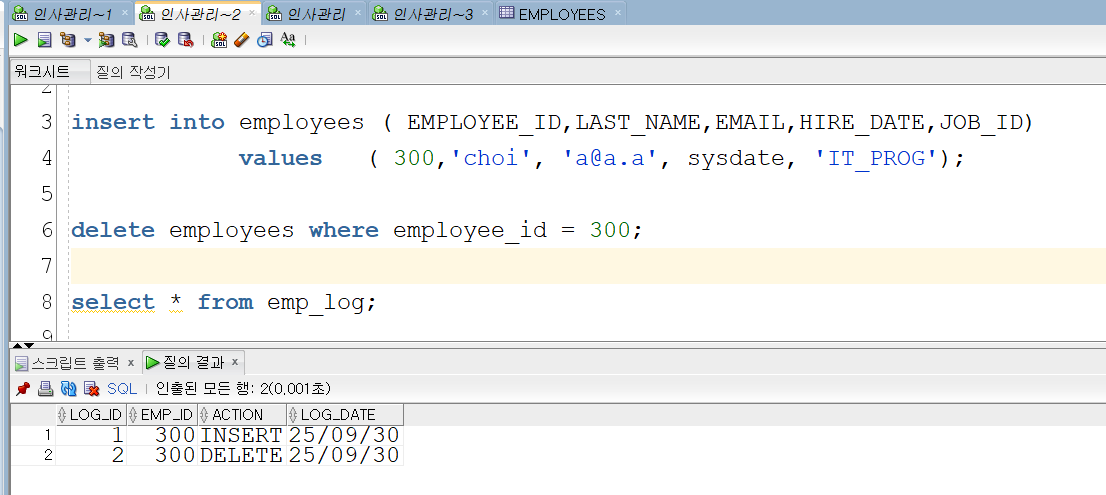 인사관리~1 인사관리~2 인사관리 인사관리~3 EMPLOYEES
워크시트 질의 작성기
2
3 insert into employees ( EMPLOYEE_ID,LAST_NAME,EMAIL,HIRE_DATE,JOB_ID)
4 values ( 300,'choi', 'a@a.a', sysdate, 'IT_PROG');
5
6 delete employees where employee_id = 300;
7
8 select * from emp_log;
9
스크립트 출력 x 질의 결과 x
SQL | 인출된 모든 행: 2(0,001초)
LOG_ID EMP_ID ACTION LOG_DATE
1 1 300 INSERT 25/09/30
2 2 300 DELETE 25/09/30